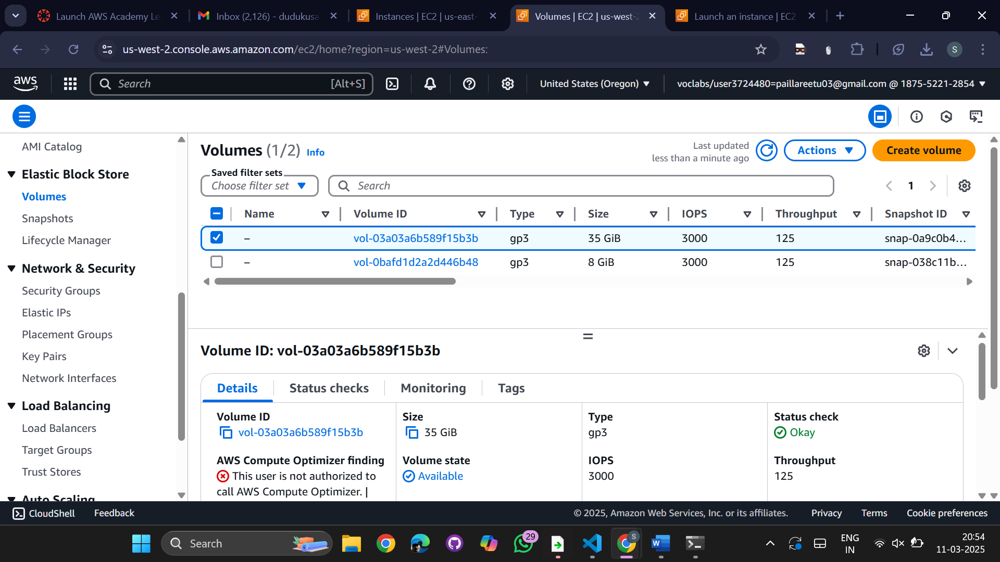 Launch AWS Academy Le
Inbox (2,126) - dudukusa
Instances | EC2 | us-east-
Volumes | EC2 | us-west-2
Launch an instance | EC2
us-west-2.console.aws.amazon.com/ec2/home?region=us-west-2#Volumes:
S
aws
Search
[Alt+S]
United States (Oregon)
voclabs/user3724480=paillareetu03@gmail.com @ 1875-5221-2854
AMI Catalog
Elastic Block Store
Volumes
Snapshots
Lifecycle Manager
Network & Security
Security Groups
Elastic IPs
Placement Groups
Key Pairs
Network Interfaces
Load Balancing
Load Balancers
Target Groups
Trust Stores
Auto Scaling
Volumes (1/2) Info
Last updated
less than a minute ago
Actions
Create volume
Saved filter sets
Choose filter set
Search
1
Name Volume ID Type Size IOPS Throughput Snapshot ID
– vol-03a03a6b589f15b3b gp3 35 GiB 3000 125 snap-0a9c0b4...
– vol-0bafd1d2a2d446b48 gp3 8 GiB 3000 125 snap-038c11b...
Volume ID: vol-03a03a6b589f15b3b
Details Status checks Monitoring Tags
Volume ID
vol-03a03a6b589f15b3b
Size
35 GiB
Type
gp3
Status check
Okay
AWS Compute Optimizer finding
This user is not authorized to
call AWS Compute Optimizer. |
Volume state
Available
IOPS
3000
Throughput
125
CloudShell
Feedback
© 2025, Amazon Web Services, Inc. or its affiliates.
Privacy
Terms
Cookie preferences
Search
29
S
W
ENG
IN
20:54
11-03-2025